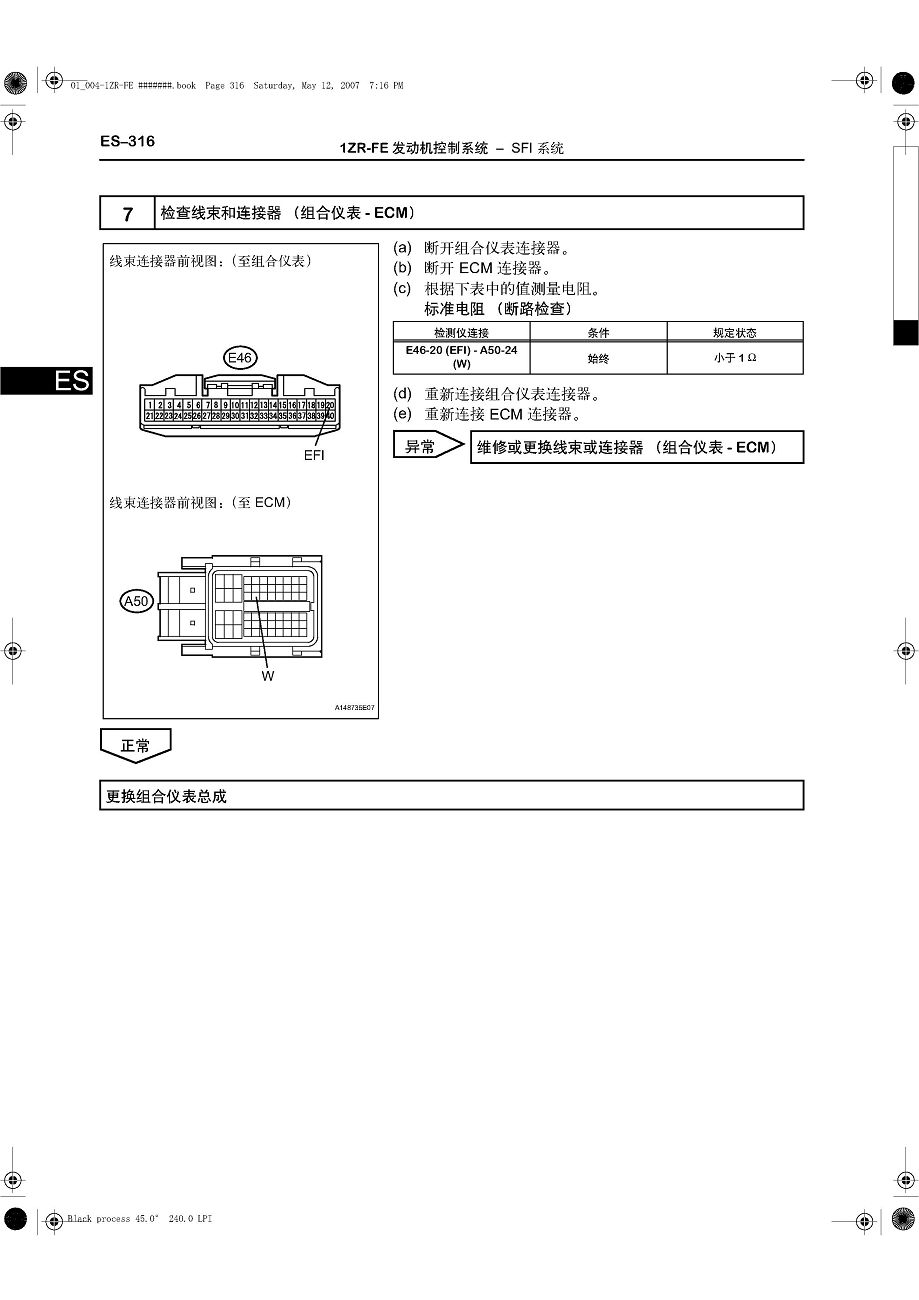 01_004-1ZR-FE #######.book Page 316 Saturday, May 12, 2007 7:16 PM
ES–316
1ZR-FE 发动机控制系统 – SFI 系统
7 检查线束和连接器 (组合仪表 - ECM)
线束连接器前视图:(至组合仪表)
E46
1 2 3 4 5 6 7 8 9 10 11 12 13 14 15 16 17 18 19 20
21 22 23 24 25 26 27 28 29 30 31 32 33 34 35 36 37 38 39 40
EFI
线束连接器前视图:(至 ECM)
A50
W
A148735E07
(a) 断开组合仪表连接器。
(b) 断开 ECM 连接器。
(c) 根据下表中的值测量电阻。
标准电阻 (断路检查)
检测仪连接 条件 规定状态
E46-20 (EFI) - A50-24
(W) 始终 小于 1 Ω
(d) 重新连接组合仪表连接器。
(e) 重新连接 ECM 连接器。
异常 维修或更换线束或连接器 (组合仪表 - ECM)
ES
正常
更换组合仪表总成
Black process 45.0° 240.0 LPI